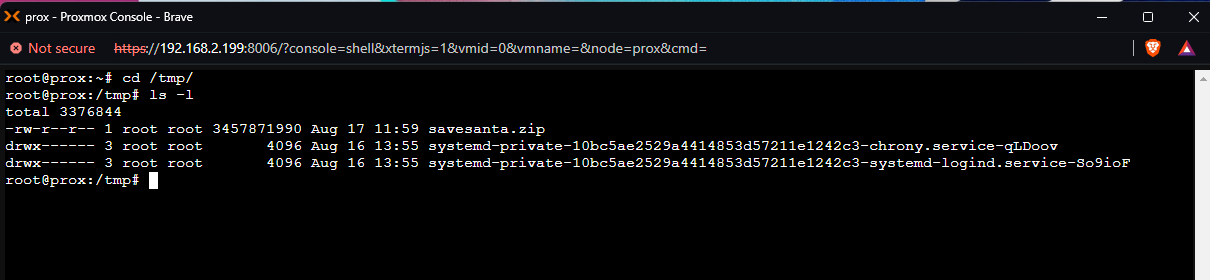 prox - Proxmox Console - Brave
Not secure https://192.168.2.199:8006/?console=shell&xtermjs=1&vmid=0&vmname=&node=prox&cmd=
root@prox:~# cd /tmp/
root@prox:/tmp# ls -l
total 3376844
-rw-r--r-- 1 root root 3457871990 Aug 17 11:59 savesanta.zip
drwx------ 3 root root       4096 Aug 16 13:55 systemd-private-10bc5ae2529a4414853d57211e1242c3-chrony.service-qLDoov
drwx------ 3 root root       4096 Aug 16 13:55 systemd-private-10bc5ae2529a4414853d57211e1242c3-systemd-logind.service-So9ioF
root@prox:/tmp#